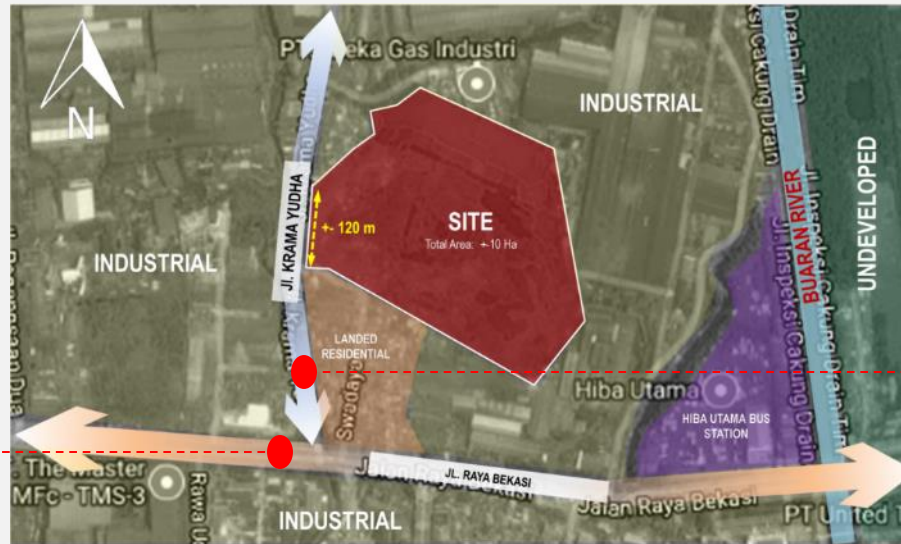 PT
eka Gas Industri
INDUSTRIAL
N
JI. KRAMA YUDHA
+- 120 m
SITE
Total Area: +-10 Ha
INDUSTRIAL
LANDED
RESIDENTIAL
Swadaya
Hiba Utama
HIBA UTAMA BUS
STATION
Jl. Inspeksi Cakung Drain
BUARAN RIVER
UNDEVELOPED
The Master
MFc - TMS-3
Rawa
JL. RAYA BEKASI
Jalan Raya Bekasi
Jalan Raya Bekasi
INDUSTRIAL
PT United T